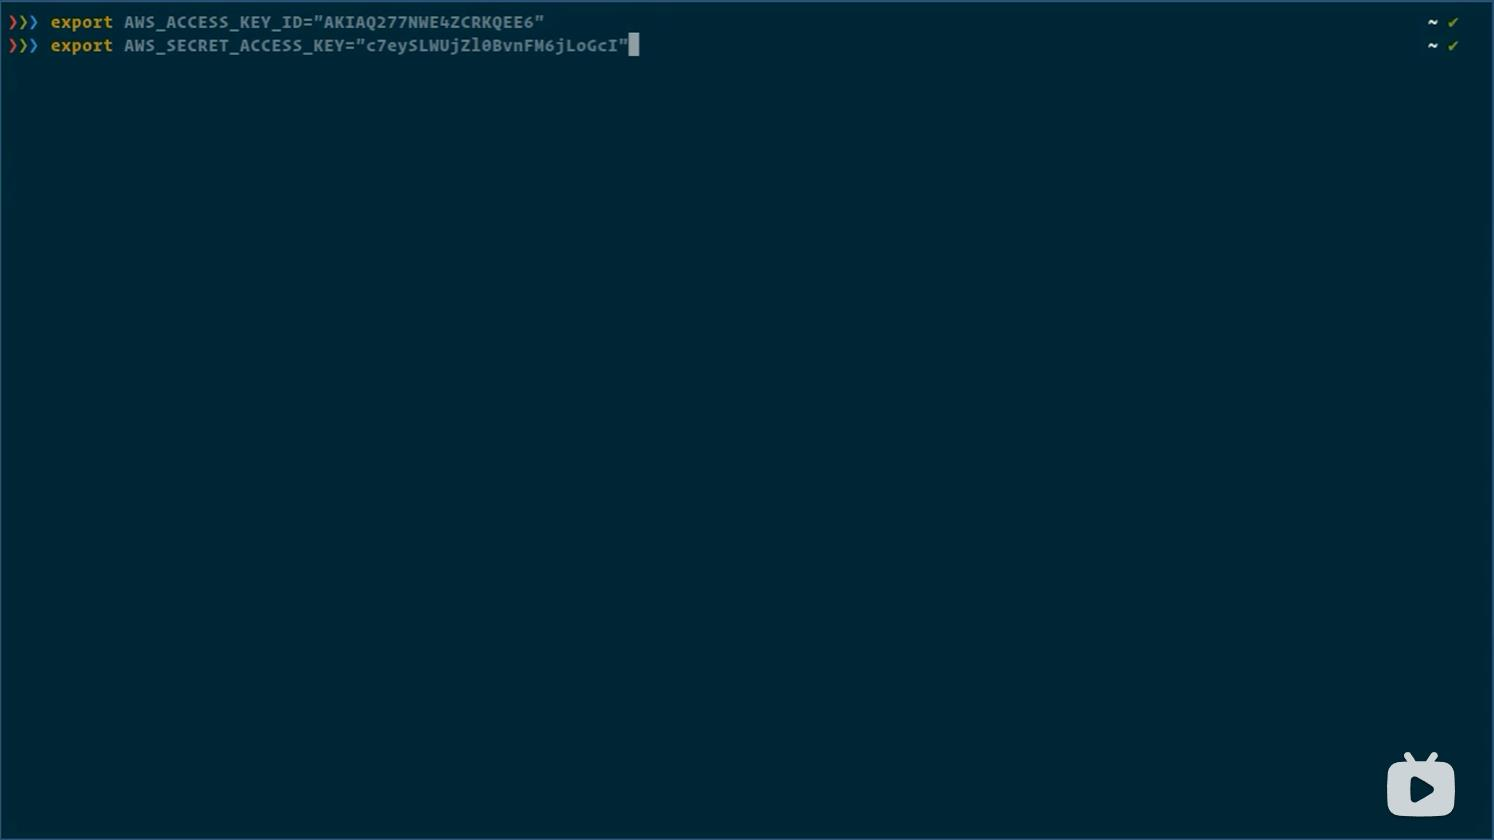 ❯❯❯ export AWS_ACCESS_KEY_ID="AKIAQ277NWE4ZCRKQEE6" ~ ✔
❯❯❯ export AWS_SECRET_ACCESS_KEY="c7eySLWUjZl0BvnFM6jLoGcI" ~ ✔